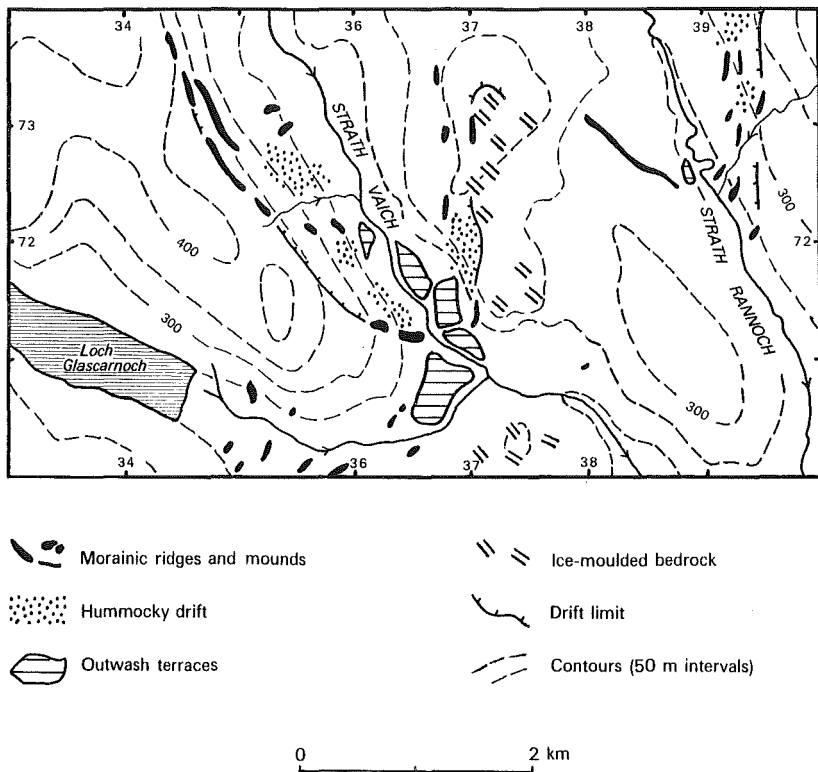 34 35 36 37 38 39
73
STRATH
VAICH
STRATH
RANNOCH
300
72 72
400
300
Loch
Glascarnoch
300
34 36 37 38
Morainic ridges and mounds
Ice-moulded bedrock
Hummocky drift
Drift limit
Outwash terraces
Contours (50 m intervals)
0 2 km